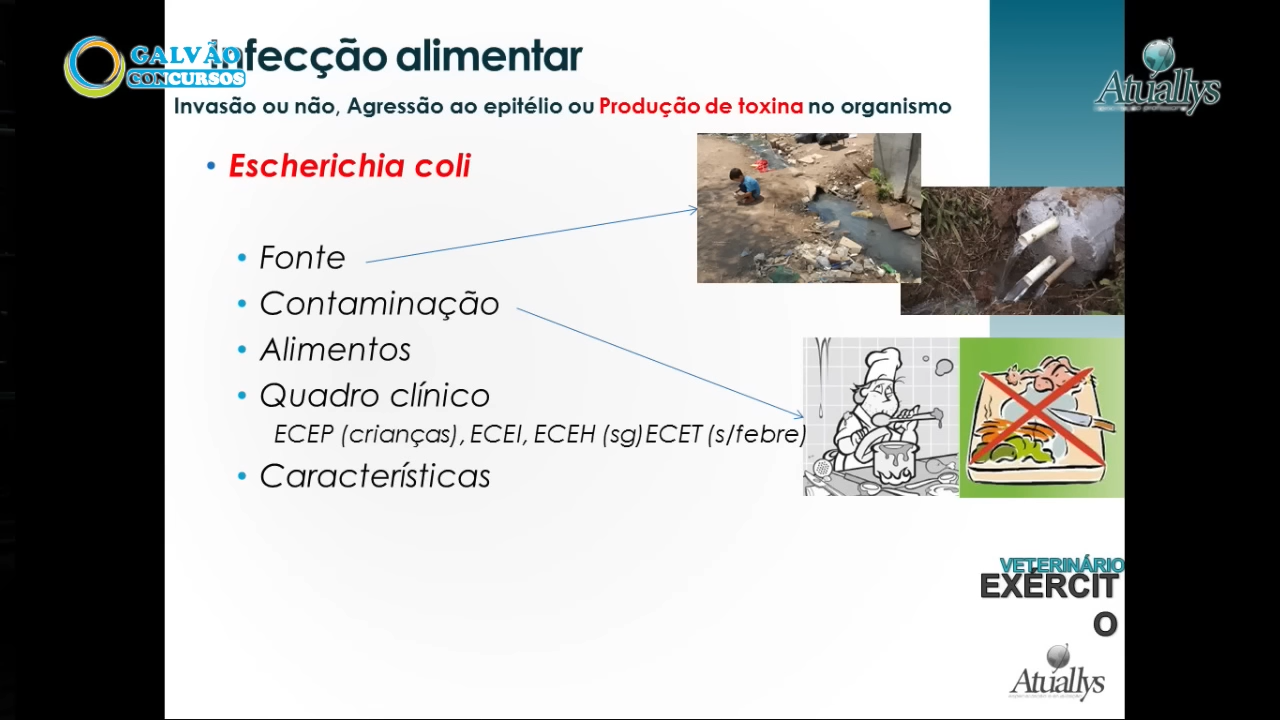 Infecção alimentar
GALVÃO
CONCURSOS
Atuallys
Invasão ou não, Agressão ao epitélio ou Produção de toxina no organismo
• Escherichia coli
• Fonte
• Contaminação
• Alimentos
• Quadro clínico
ECEP (crianças), ECEI, ECEH (sg)ECET (s/febre)
• Características
VETERINÁRIO
EXÉRCIT
O
Atuallys